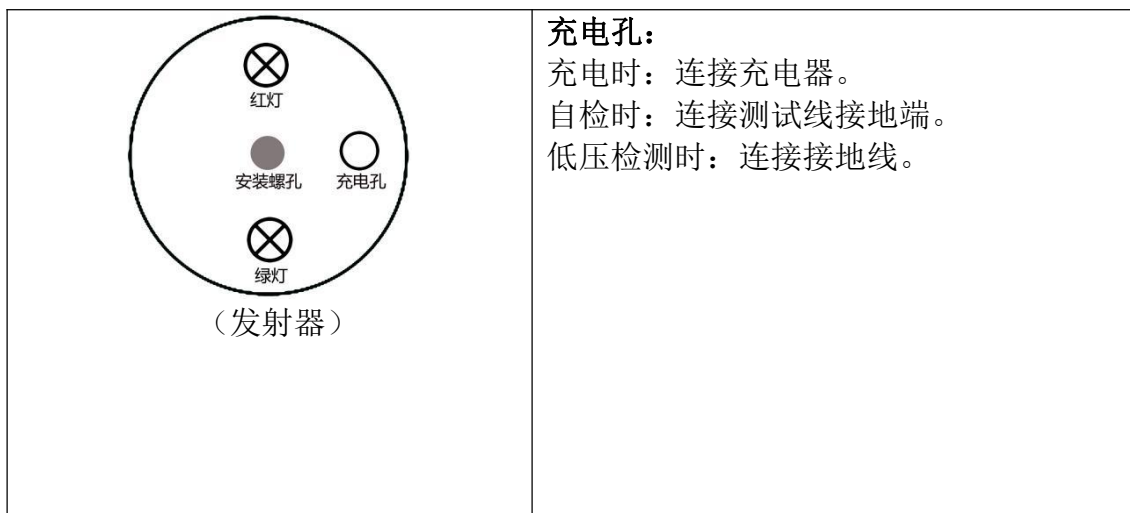 红灯
安装螺孔 充电孔
绿灯
（发射器）
充电孔：
充电时：连接充电器。
自检时：连接测试线接地端。
低压检测时：连接接地线。